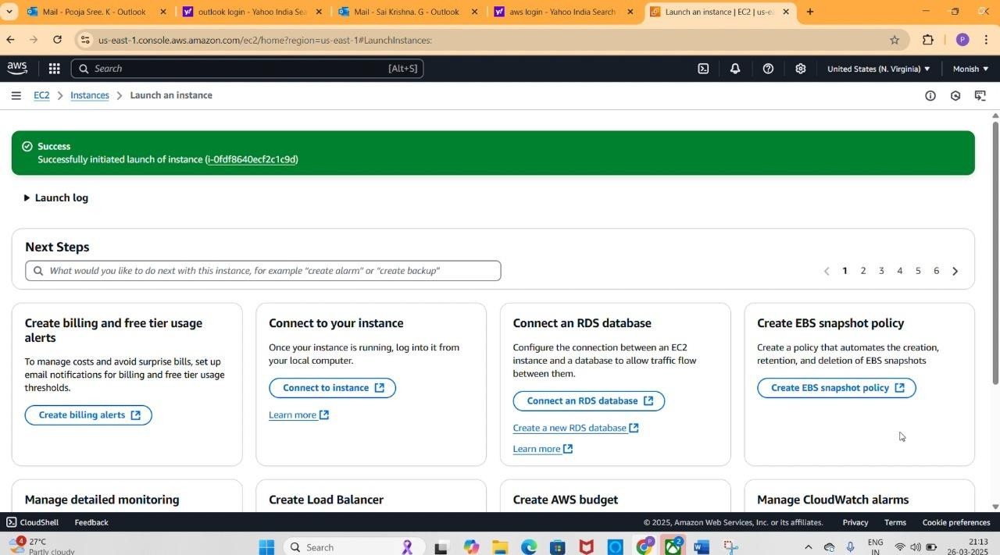 Mail - Pooja Sree. K - Outlook
outlook login - Yahoo India Sea
Mail - Sai Krishna. G - Outlook
aws login - Yahoo India Search
Launch an instance | EC2 | us-ea
us-east-1.console.aws.amazon.com/ec2/home?region=us-east-1#LaunchInstances:
P
aws
Search
[Alt+S]
United States (N. Virginia)
Monish
EC2
Instances
Launch an instance
Success
Successfully initiated launch of instance (i-0fdf8640ecf2c1c9d)
Launch log
Next Steps
What would you like to do next with this instance, for example "create alarm" or "create backup"
1 2 3 4 5 6
Create billing and free tier usage
alerts
To manage costs and avoid surprise bills, set up
email notifications for billing and free tier usage
thresholds.
Create billing alerts
Connect to your instance
Once your instance is running, log into it from
your local computer.
Connect to instance
Learn more
Connect an RDS database
Configure the connection between an EC2
instance and a database to allow traffic flow
between them.
Connect an RDS database
Create a new RDS database
Learn more
Create EBS snapshot policy
Create a policy that automates the creation,
retention, and deletion of EBS snapshots
Create EBS snapshot policy
Manage detailed monitoring
Create Load Balancer
Create AWS budget
Manage CloudWatch alarms
CloudShell
Feedback
© 2025, Amazon Web Services, Inc. or its affiliates.
Privacy
Terms
Cookie preferences
4
27°C
Partly cloudy
Search
2
ENG
IN
21:13
26-03-2025